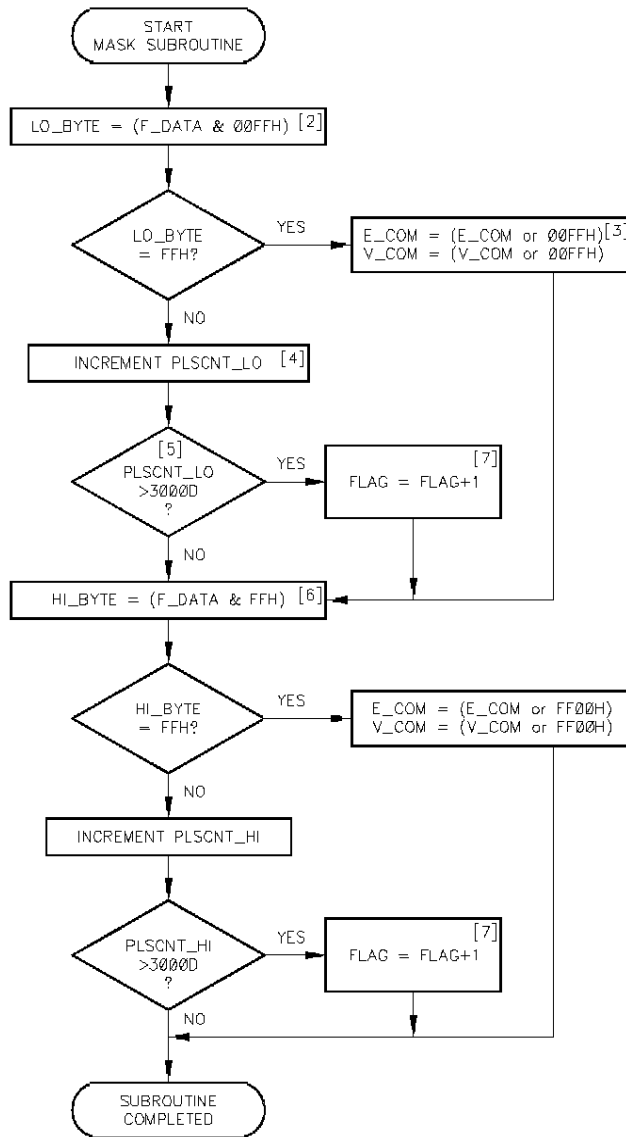 START
MASK SUBROUTINE
LO_BYTE = (F_DATA & 00FFH) [2]
LO_BYTE
= FFH?
YES
E_COM = (E_COM or 00FFH) [3]
V_COM = (V_COM or 00FFH)
NO
INCREMENT PLSCNT_LO [4]
[5]
PLSCNT_LO
>3000D
?
YES
[7]
FLAG = FLAG+1
NO
HI_BYTE = (F_DATA & FFH) [6]
HI_BYTE
= FFH?
YES
E_COM = (E_COM or FF00H)
V_COM = (V_COM or FF00H)
NO
INCREMENT PLSCNT_HI
PLSCNT_HI
>3000D
?
YES
[7]
FLAG = FLAG+1
NO
SUBROUTINE
COMPLETED